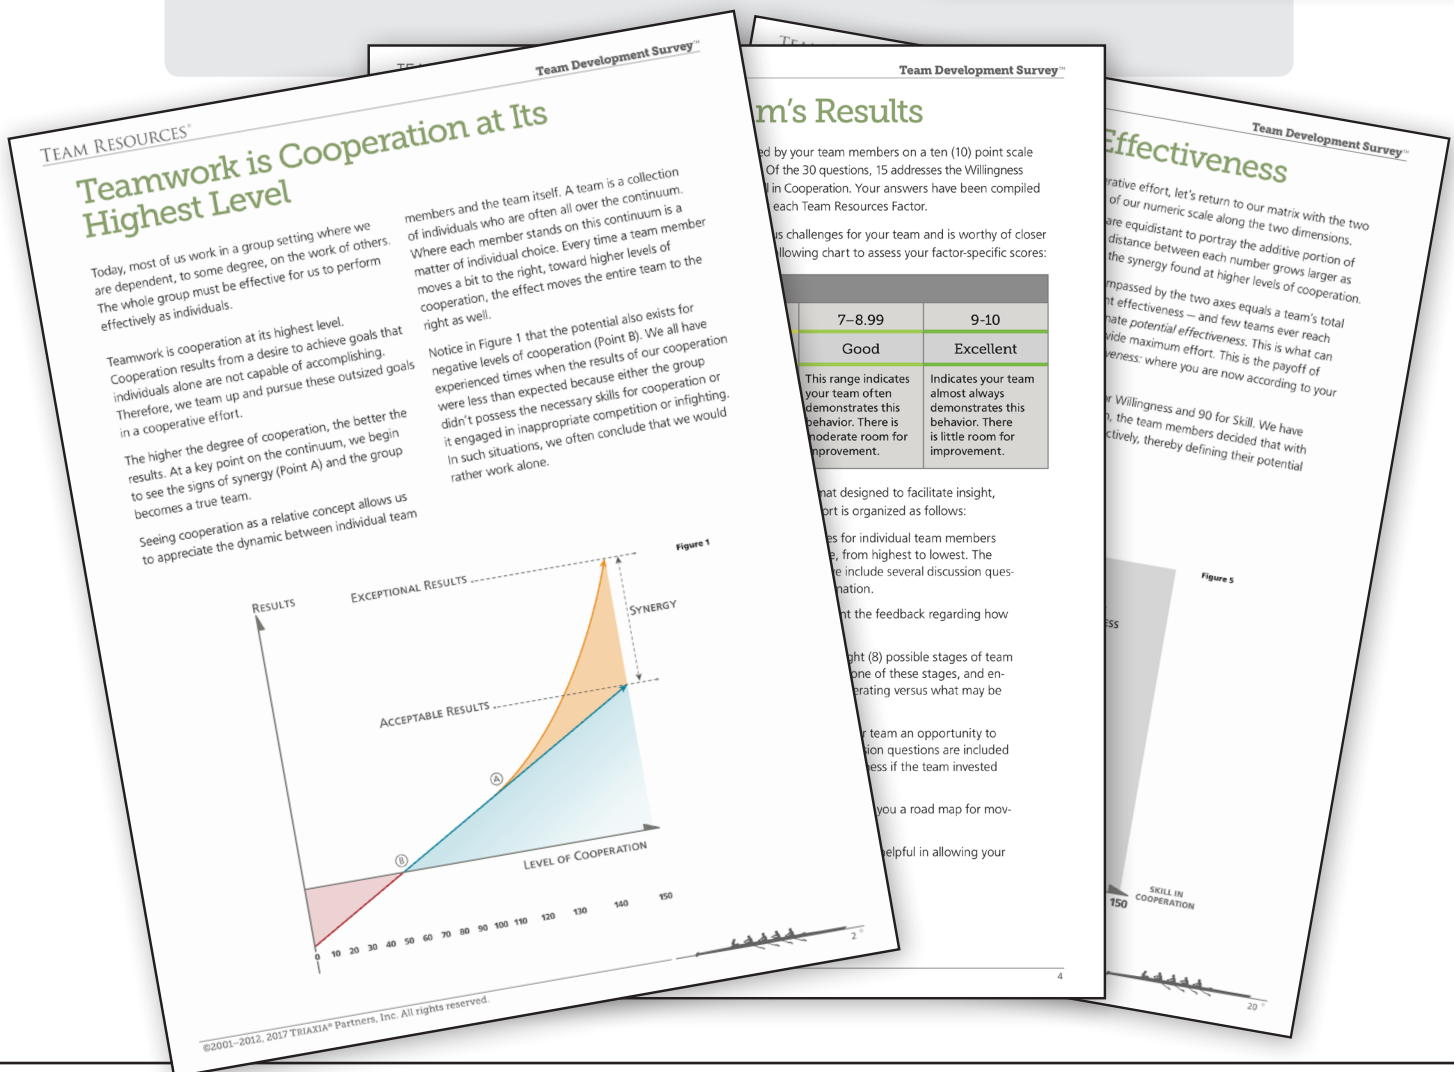 TEAM RESOURCES®
Team Development Survey™
Teamwork is Cooperation at Its
Highest Level
Today, most of us work in a group setting where we
are dependent, to some degree, on the work of others.
The whole group must be effective for us to perform
effectively as individuals.
Teamwork is cooperation at its highest level.
Cooperation results from a desire to achieve goals that
individuals alone are not capable of accomplishing.
Therefore, we team up and pursue these outsized goals
in a cooperative effort.
The higher the degree of cooperation, the better the
results. At a key point on the continuum, we begin
to see the signs of synergy (Point A) and the group
becomes a true team.
Seeing cooperation as a relative concept allows us
to appreciate the dynamic between individual team
members and the team itself. A team is a collection
of individuals who are often all over the continuum.
Where each member stands on this continuum is a
matter of individual choice. Every time a team member
moves a bit to the right, toward higher levels of
cooperation, the effect moves the entire team to the
right as well.
Notice in Figure 1 that the potential also exists for
negative levels of cooperation (Point B). We all have
experienced times when the results of our cooperation
were less than expected because either the group
didn't possess the necessary skills for cooperation or
it engaged in inappropriate competition or infighting.
In such situations, we often conclude that we would
rather work alone.
Figure 1
RESULTS
EXCEPTIONAL RESULTS
SYNERGY
ACCEPTABLE RESULTS
A
B
LEVEL OF COOPERATION
0 10 20 30 40 50 60 70 80 90 100 110 120 130 140 150
2
©2001–2012, 2017 TRIAXIA® Partners, Inc. All rights reserved.
Team Development Survey™
m's Results
ed by your team members on a ten (10) point scale
Of the 30 questions, 15 addresses the Willingness
l in Cooperation. Your answers have been compiled
each Team Resources Factor.
us challenges for your team and is worthy of closer
llowing chart to assess your factor-specific scores:
7–8.99
9-10
Good
Excellent
This range indicates
your team often
demonstrates this
behavior. There is
moderate room for
mprovement.
Indicates your team
almost always
demonstrates this
behavior. There
is little room for
improvement.
designed to facilitate insight,
ort is organized as follows:
es for individual team members
e, from highest to lowest. The
e include several discussion ques-
nation.
nt the feedback regarding how
ght (8) possible stages of team
one of these stages, and en-
erating versus what may be
r team an opportunity to
sion questions are included
ess if the team invested
you a road map for mov-
elpful in allowing your
4
Team Development Survey™
Effectiveness
rative effort, let's return to our matrix with the two
of our numeric scale along the two dimensions.
are equidistant to portray the additive portion of
distance between each number grows larger as
the synergy found at higher levels of cooperation.
mpassed by the two axes equals a team's total
nt effectiveness — and few teams ever reach
nate potential effectiveness. This is what can
vide maximum effort. This is the payoff of
veness: where you are now according to your
or Willingness and 90 for Skill. We have
n, the team members decided that with
ctively, thereby defining their potential
Figure 5
ESS
SKILL IN
COOPERATION
150
20